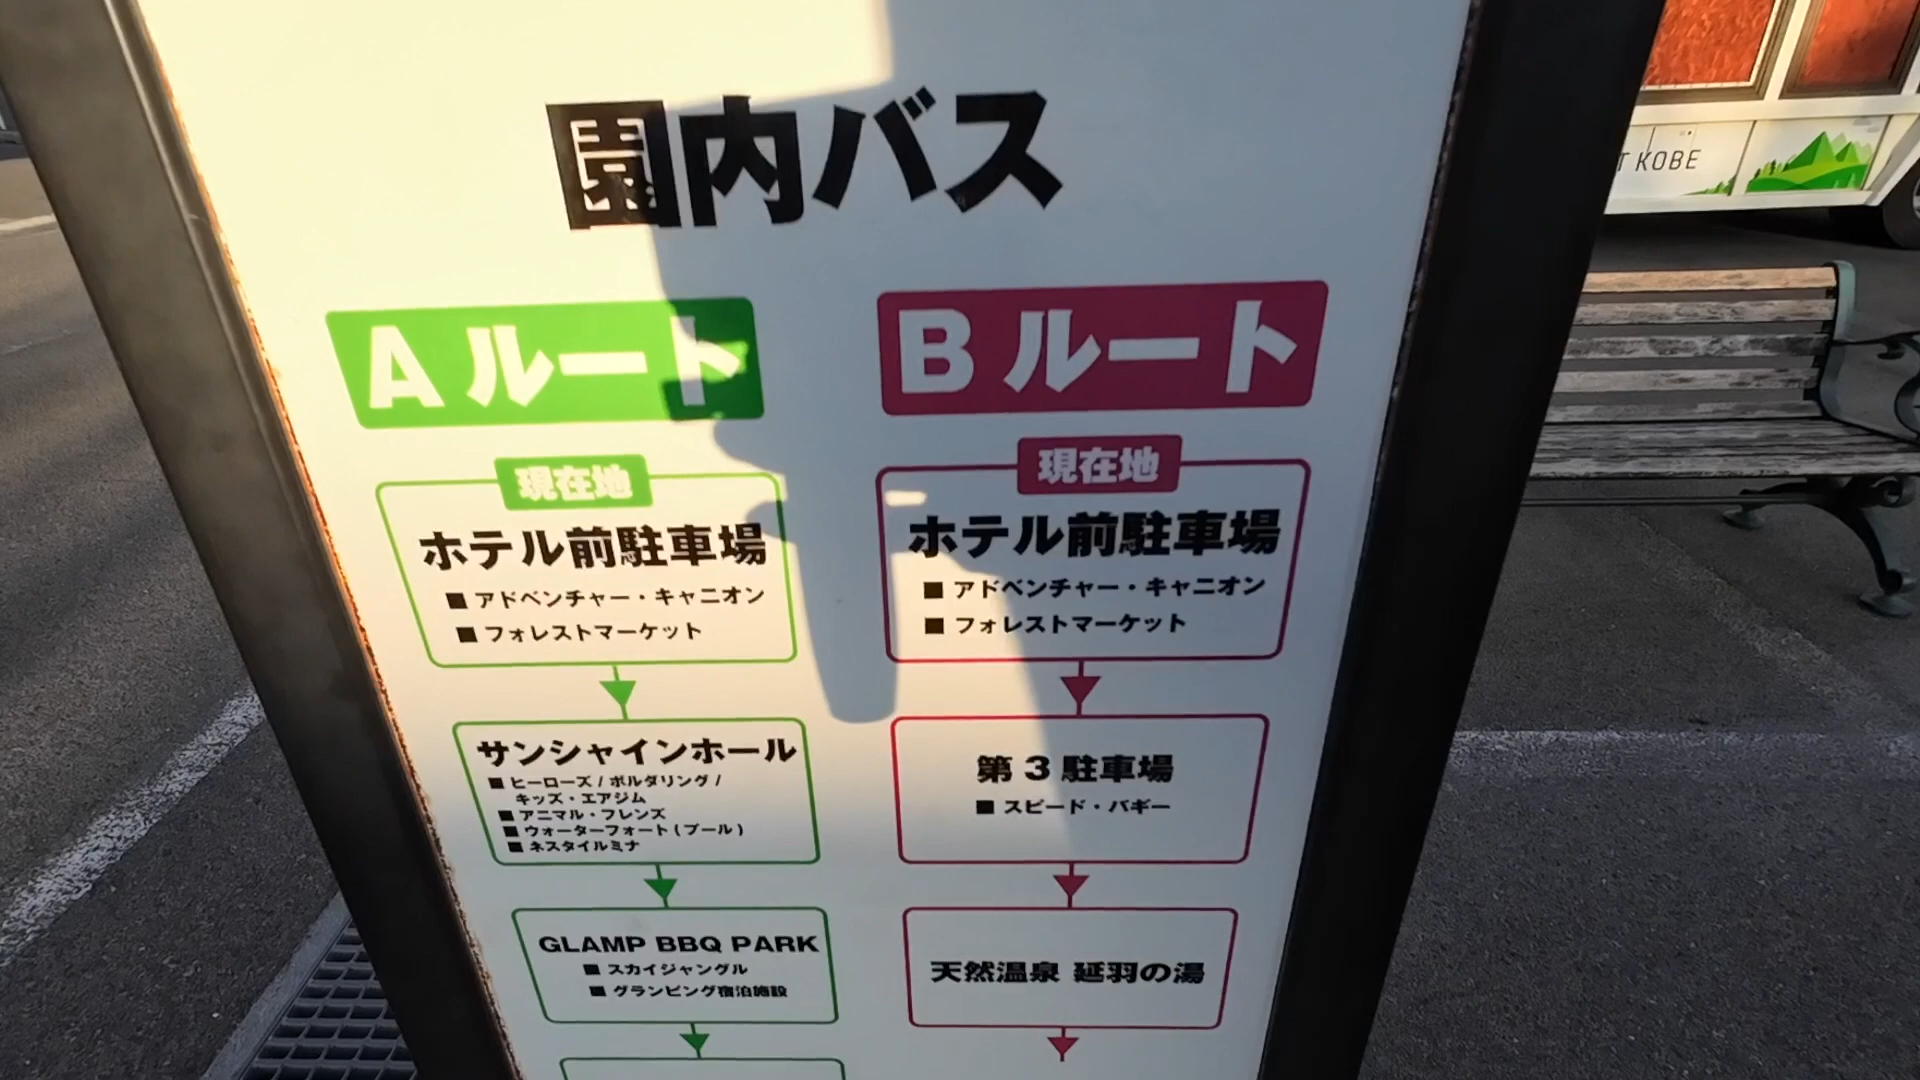 園内バス
Aルート
現在地
ホテル前駐車場
■ アドベンチャー・キャニオン
■ フォレストマーケット
サンシャインホール
■ ヒーローズ / ボルダリング /
キッズ・エアジム
■ アニマル・フレンズ
■ ウォーターフォート(プール)
■ ネスタイルミナ
GLAMP BBQ PARK
■ スカイジャングル
■ グランピング宿泊施設
Bルート
現在地
ホテル前駐車場
■ アドベンチャー・キャニオン
■ フォレストマーケット
第3駐車場
■ スピード・バギー
天然温泉 延羽の湯
T KOBE